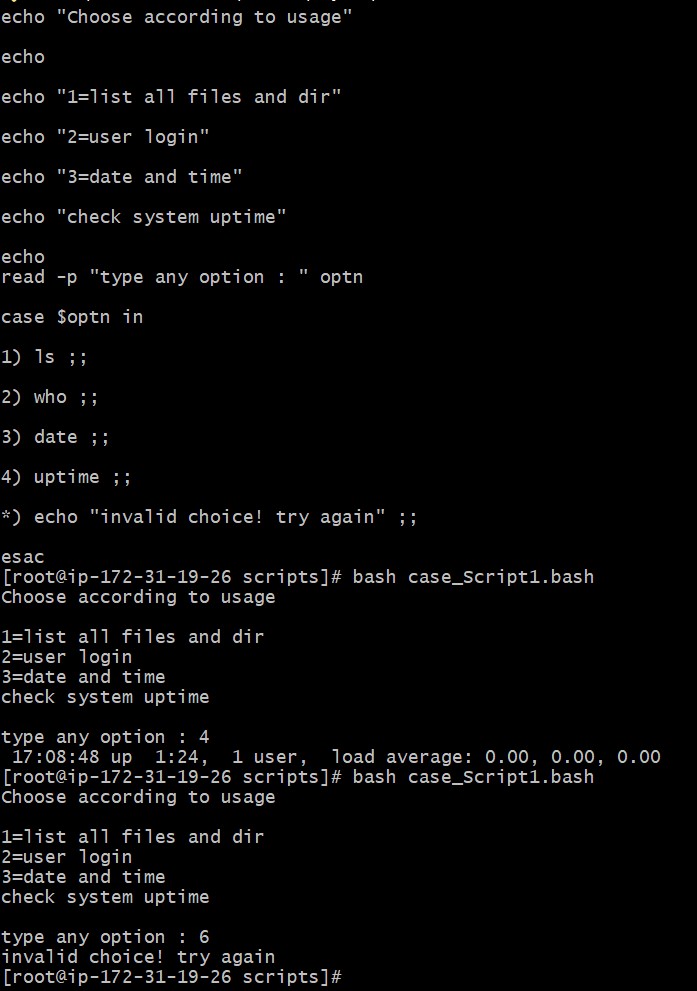 echo "Choose according to usage"
echo
echo "1=list all files and dir"
echo "2=user login"
echo "3=date and time"
echo "check system uptime"
echo
read -p "type any option : " optn
case $optn in
1) ls ;;
2) who ;;
3) date ;;
4) uptime ;;
*) echo "invalid choice! try again" ;;
esac
[root@ip-172-31-19-26 scripts]# bash case_Script1.bash
Choose according to usage
1=list all files and dir
2=user login
3=date and time
check system uptime
type any option : 4
 17:08:48 up  1:24,  1 user,  load average: 0.00, 0.00, 0.00
[root@ip-172-31-19-26 scripts]# bash case_Script1.bash
Choose according to usage
1=list all files and dir
2=user login
3=date and time
check system uptime
type any option : 6
invalid choice! try again
[root@ip-172-31-19-26 scripts]#